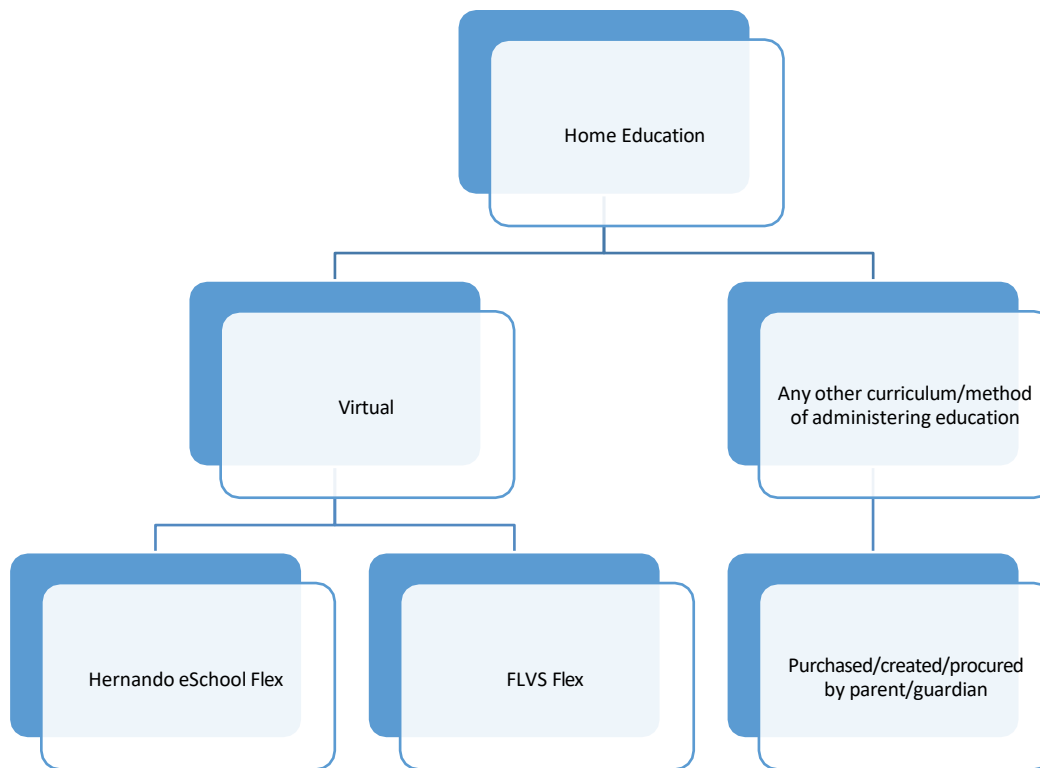 Home Education
Virtual
Any other curriculum/method
of administering education
Hernando eSchool Flex
FLVS Flex
Purchased/created/procured
by parent/guardian